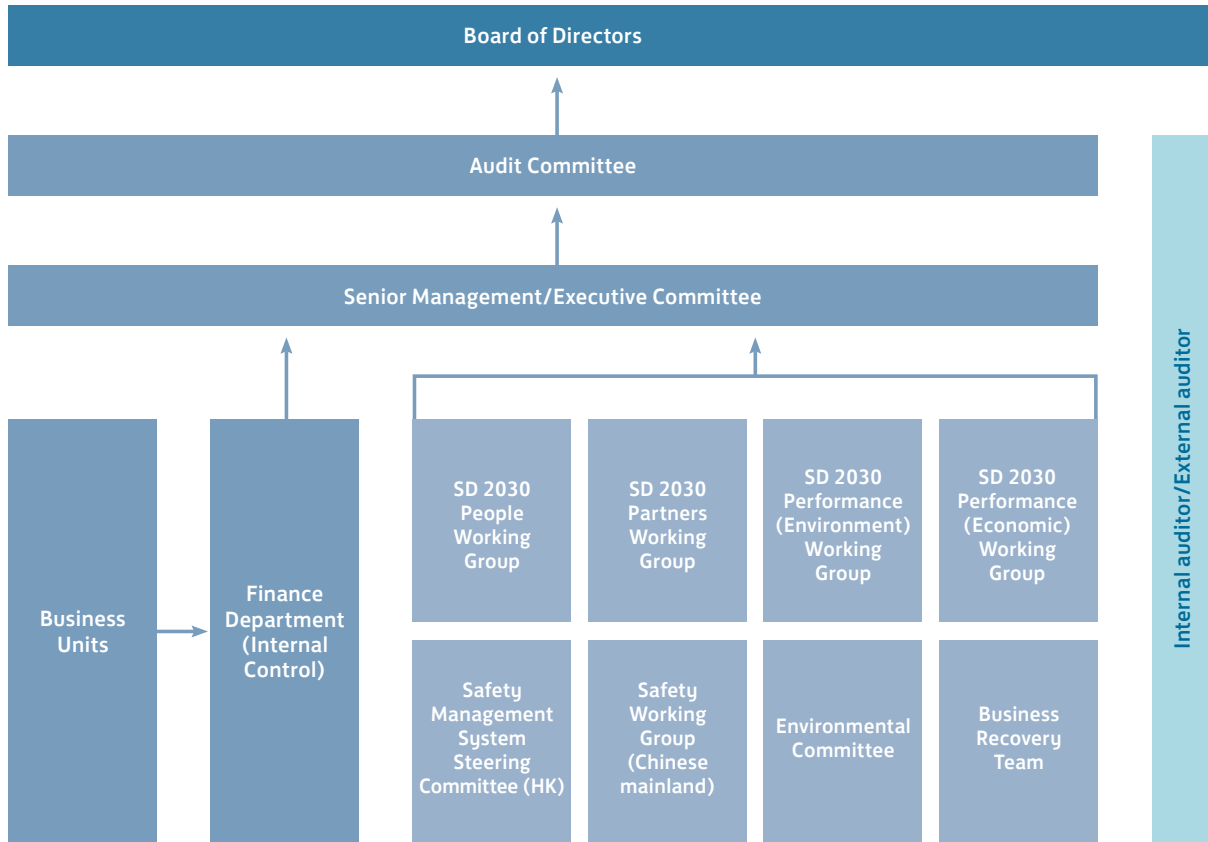 Board of Directors
Audit Committee
Senior Management/Executive Committee
Business
Units
Finance
Department
(Internal
Control)
SD 2030
People
Working
Group
SD 2030
Partners
Working
Group
SD 2030
Performance
(Environment)
Working
Group
SD 2030
Performance
(Economic)
Working
Group
Safety
Management
System
Steering
Committee (HK)
Safety
Working
Group
(Chinese
mainland)
Environmental
Committee
Business
Recovery
Team
Internal auditor/External auditor